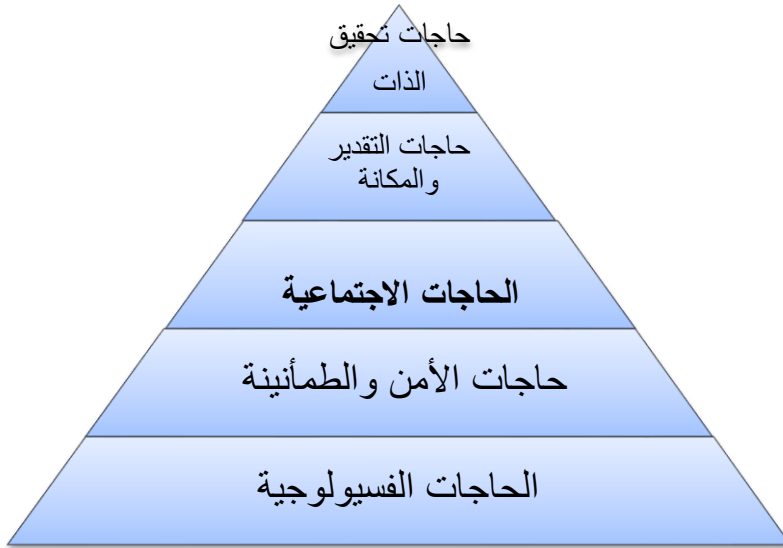 حاجات تحقيق
الذات
حاجات التقدير
والمكانة
الحاجات الاجتماعية
حاجات الأمن والطمأنينة
الحاجات الفسيولوجية